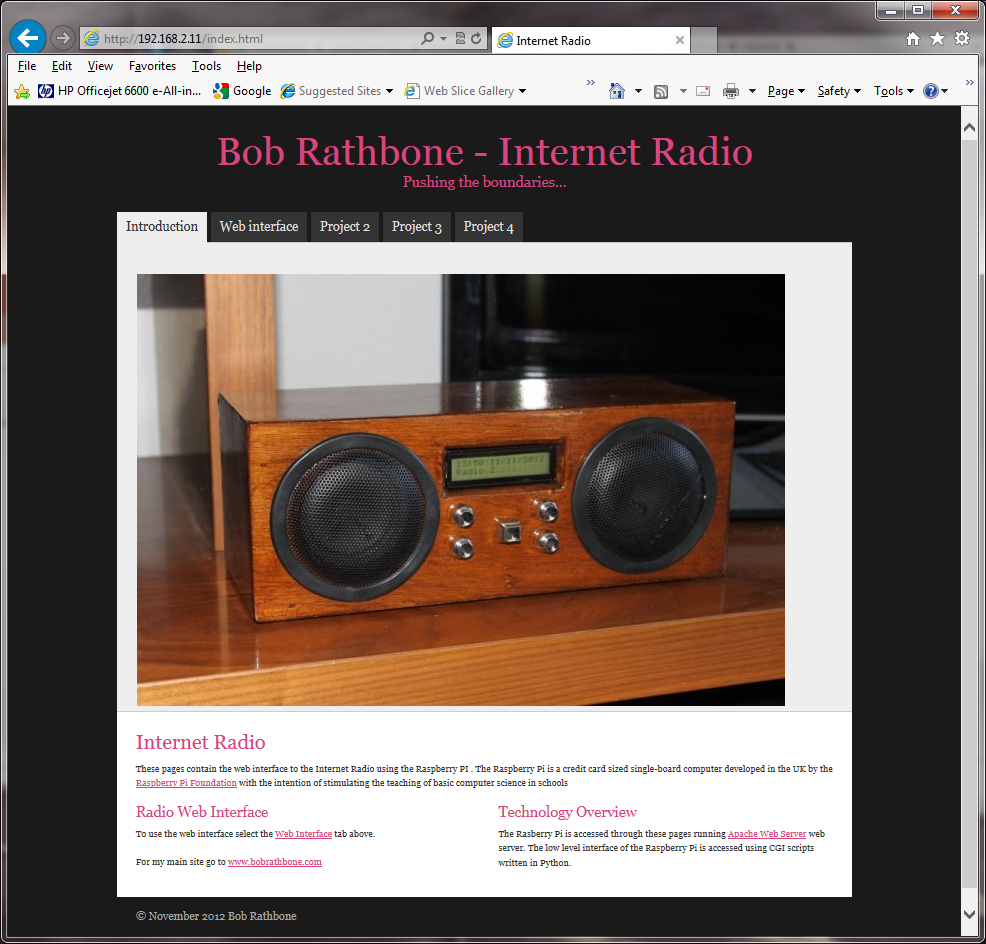 http://192.168.2.11/index.html
Internet Radio
File Edit View Favorites Tools Help
HP Officejet 6600 e-All-in... Google Suggested Sites Web Slice Gallery Page Safety Tools
Bob Rathbone - Internet Radio
Pushing the boundaries...
Introduction Web interface Project 2 Project 3 Project 4
13:50 11/11/2012
Radio 2
Internet Radio
These pages contain the web interface to the Internet Radio using the Raspberry PI . The Raspberry Pi is a credit card sized single-board computer developed in the UK by the
Raspberry Pi Foundation with the intention of stimulating the teaching of basic computer science in schools
Radio Web Interface
To use the web interface select the Web Interface tab above.
For my main site go to www.bobrathbone.com
Technology Overview
The Rasberry Pi is accessed through these pages running Apache Web Server web
server. The low level interface of the Raspberry Pi is accessed using CGI scripts
written in Python.
© November 2012 Bob Rathbone